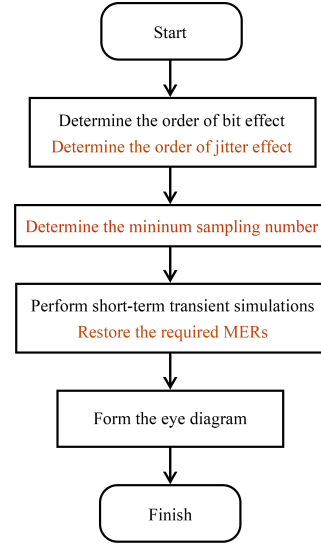 Start
Determine the order of bit effect
Determine the order of jitter effect
Determine the mininum sampling number
Perform short-term transient simulations
Restore the required MERs
Form the eye diagram
Finish